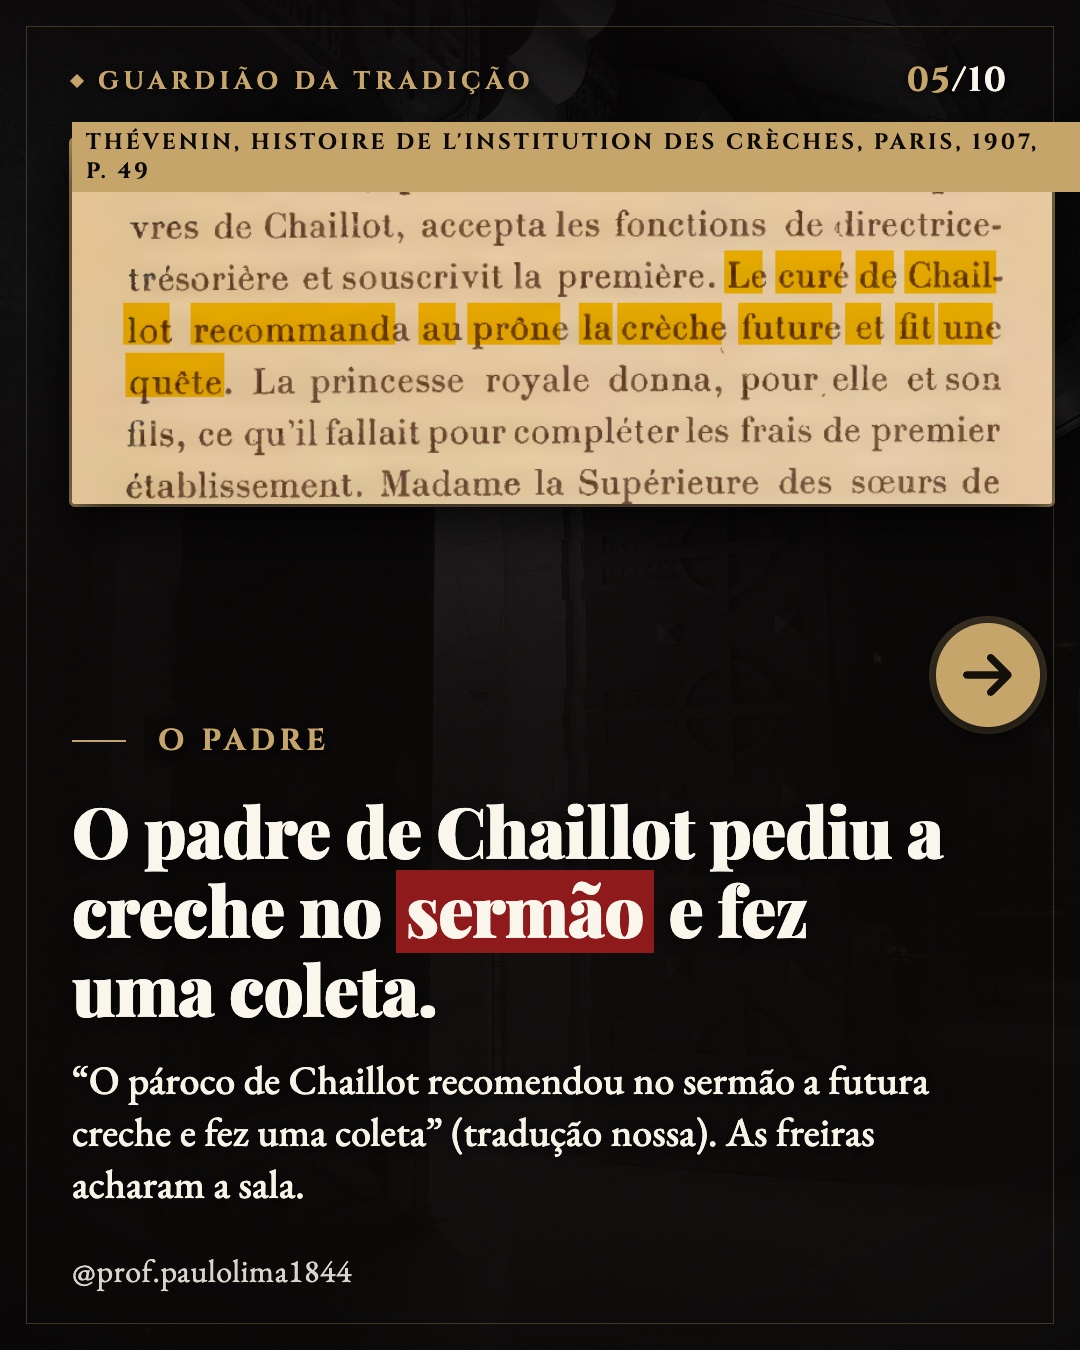 GUARDIÃO DA TRADIÇÃO
05/10
THÉVENIN, HISTOIRE DE L'INSTITUTION DES CRÈCHES, PARIS, 1907,
P. 49
vres de Chaillot, accepta les fonctions de directrice-
trésorière et souscrivit la première. Le curé de Chail-
lot recommanda au prône la crèche future et fit une
quête. La princesse royale donna, pour elle et son
fils, ce qu'il fallait pour compléter les frais de premier
établissement. Madame la Supérieure des sœurs de
O PADRE
O padre de Chaillot pediu a
creche no sermão e fez
uma coleta.
“O pároco de Chaillot recomendou no sermão a futura
creche e fez uma coleta” (tradução nossa). As freiras
acharam a sala.
@prof.paulolima1844